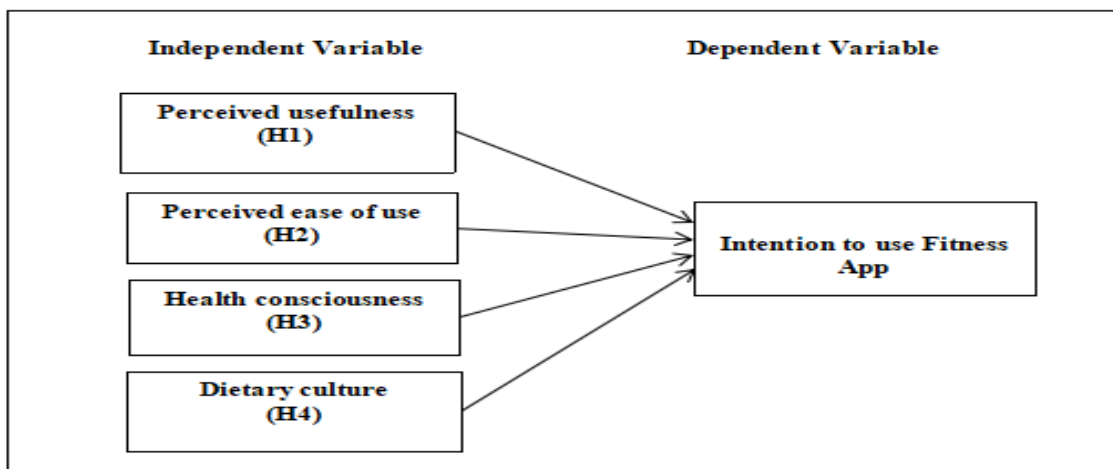 Independent Variable
Dependent Variable
Perceived usefulness
(H1)
Perceived ease of use
(H2)
Health consciousness
(H3)
Dietary culture
(H4)
Intention to use Fitness
App